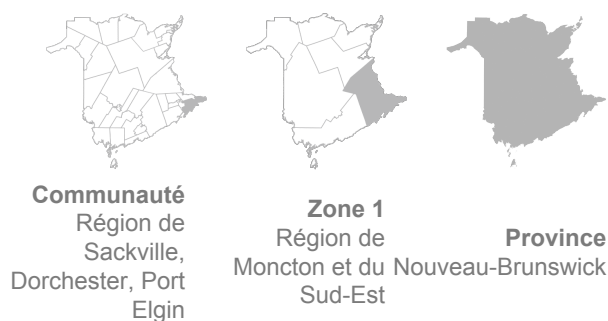 Communauté
Région de
Sackville,
Dorchester, Port
Elgin
Zone 1
Région de
Moncton et du
Sud-Est
Province
Nouveau-Brunswick